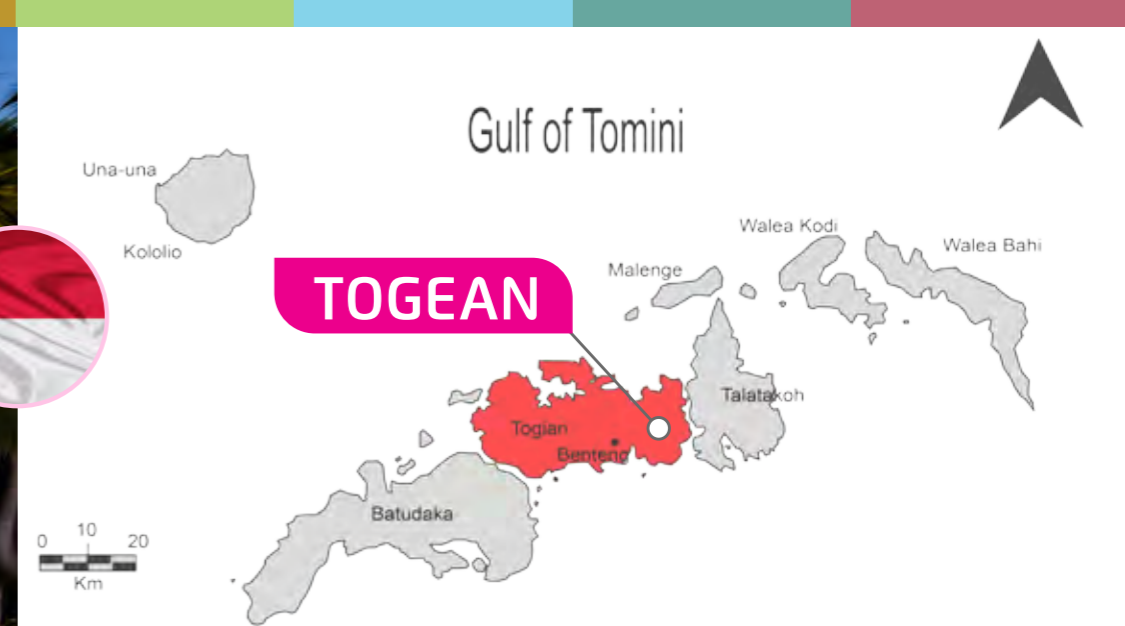 Gulf of Tomini
Una-una
Kololio
Walea Kodi
Walea Bahi
Malenge
TOGEAN
Talatakoh
Togian
Benteng
Batudaka
0 10 20
Km